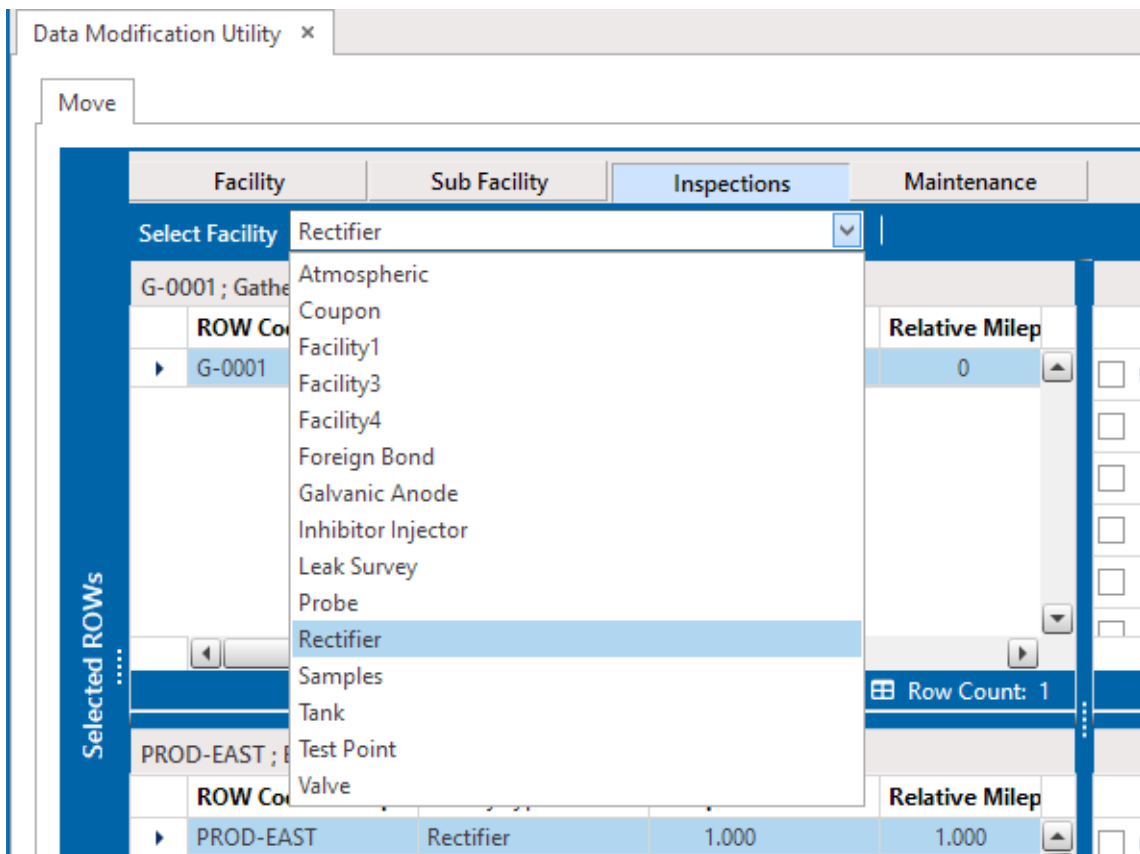 Data Modification Utility ×
Move
Facility Sub Facility Inspections Maintenance
Select Facility Rectifier
Atmospheric
Coupon
Facility1
Facility3
Facility4
Foreign Bond
Galvanic Anode
Inhibitor Injector
Leak Survey
Probe
Rectifier
Samples
Tank
Test Point
Valve
G-0001 ; Gathe
ROW Co Relative Milep
G-0001 0
Selected ROWs
Row Count: 1
PROD-EAST ;
ROW Co Relative Milep
PROD-EAST Rectifier 1.000 1.000